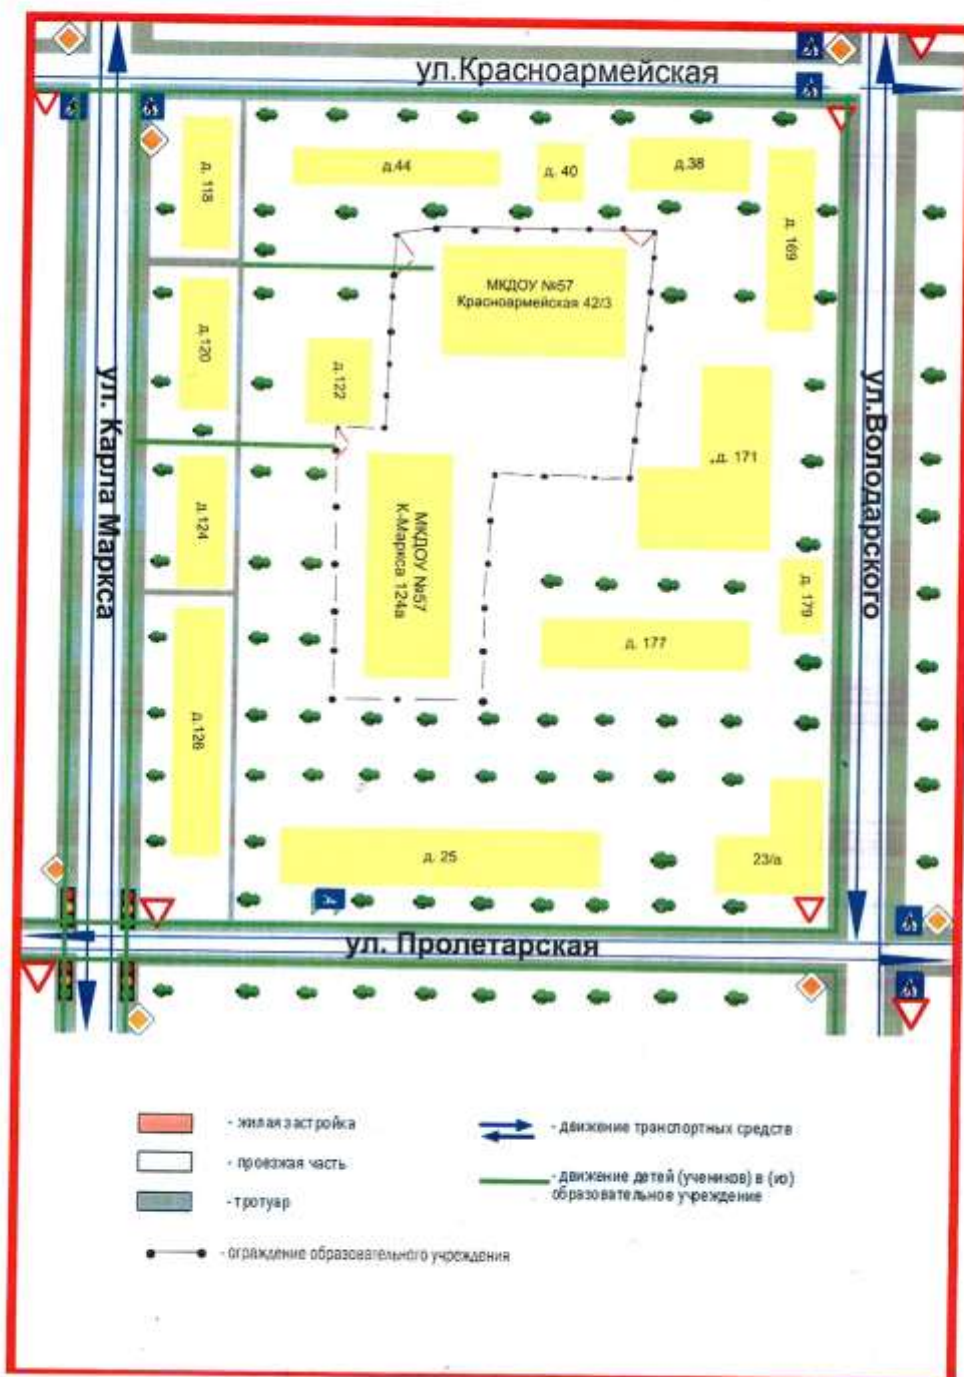 ул.Красноармейская
д. 118
д.44
д. 40
д.38
д. 169
МКДОУ №57
Красноармейская 42/3
д. 120
д.122
ул. Карла Маркса
ул.Володарского
д. 171
д.124
МКДОУ №57
К-Маркса 124а
д. 179
д. 177
д.126
д. 25
23/а
ул. Пролетарская
- жилая застройка
- движение транспортных средств
- проезжая часть
- движение детей (учеников) в (из)
образовательное учреждение
- тротуар
- ограждение образовательного учреждения